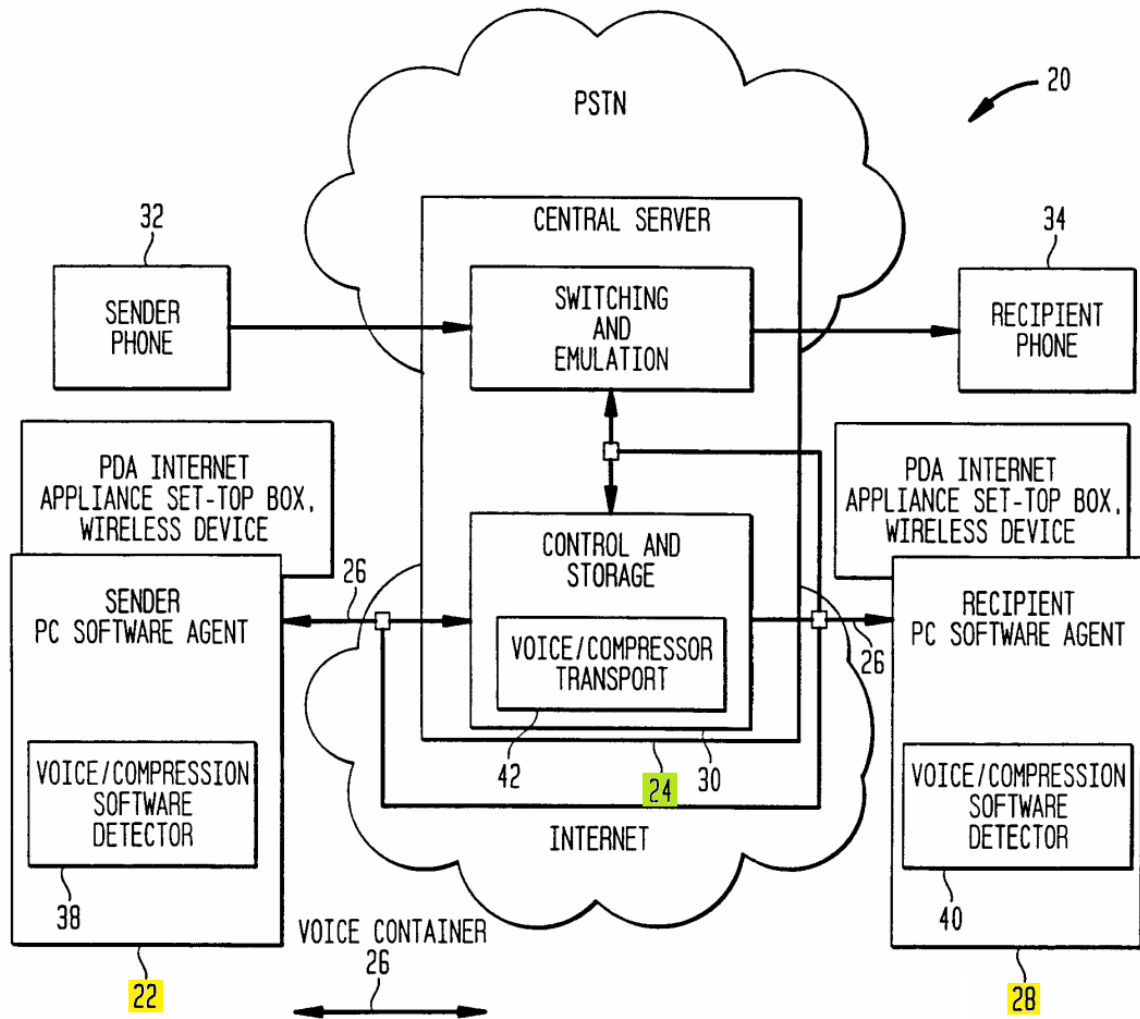 PSTN
20
CENTRAL SERVER
32
SENDER
PHONE
SWITCHING
AND
EMULATION
34
RECIPIENT
PHONE
PDA INTERNET
APPLIANCE SET-TOP BOX,
WIRELESS DEVICE
PDA INTERNET
APPLIANCE SET-TOP BOX,
WIRELESS DEVICE
SENDER
PC SOFTWARE AGENT
26
CONTROL AND
STORAGE
VOICE/COMPRESSOR
TRANSPORT
26
RECIPIENT
PC SOFTWARE AGENT
42
30
24
VOICE/COMPRESSION
SOFTWARE
DETECTOR
38
INTERNET
VOICE/COMPRESSION
SOFTWARE
DETECTOR
40
22
VOICE CONTAINER
26
28